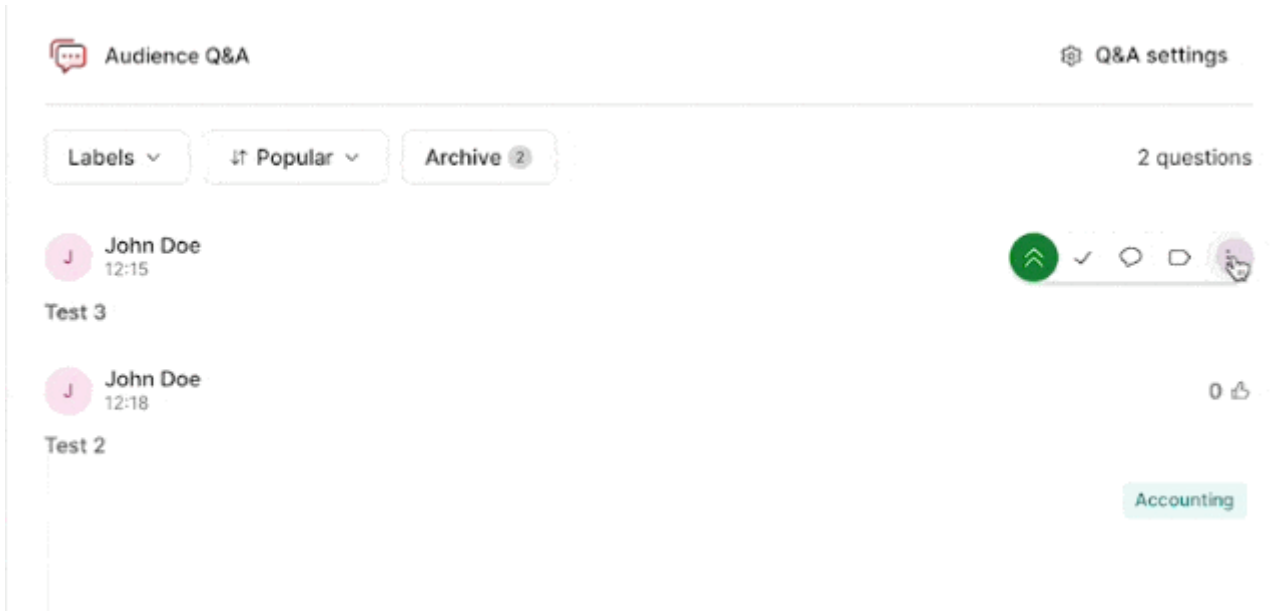 Audience Q&A
Q&A settings
Labels
Popular
Archive 2
2 questions
J
John Doe
12:15
Test 3
J
John Doe
12:18
0
Test 2
Accounting